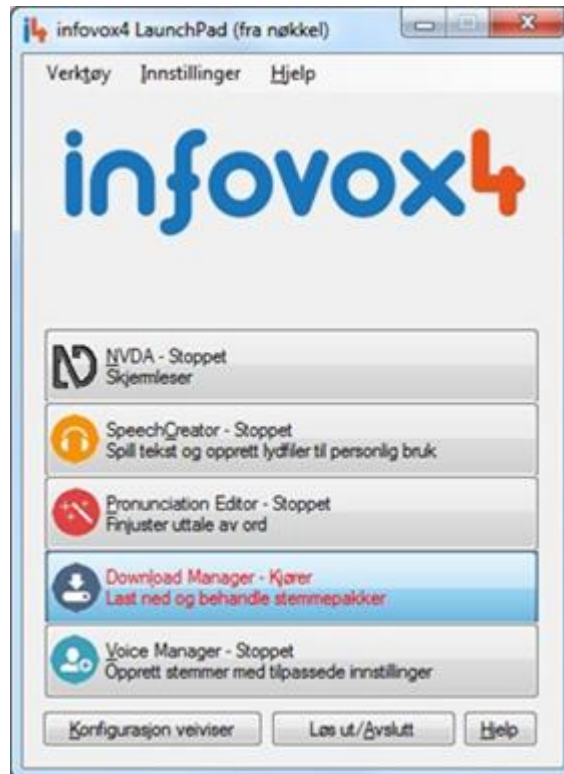 infovox4 LaunchPad (fra nøkkel)
Verktøy Innstillinger Hjelp
infovox4
NVDA - Stoppet
Skjermleser
SpeechCreator - Stoppet
Spill tekst og opprett lydfiler til personlig bruk
Pronunciation Editor - Stoppet
Finjuster uttale av ord
Download Manager - Kjører
Last ned og behandle stemmepakker
Voice Manager - Stoppet
Opprett stemmer med tilpassede innstillinger
Konfigurasjon veiviser Løs ut/Avslutt Hjelp